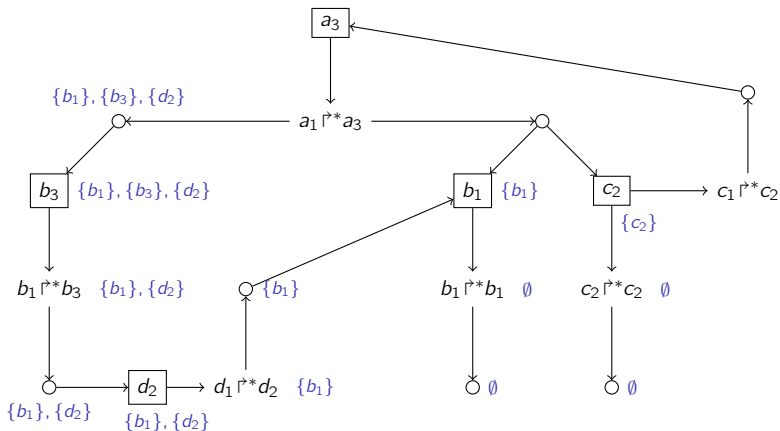 a₃
{b₁}, {b₃}, {d₂}
a₁ ↱* a₃
b₃ {b₁}, {b₃}, {d₂}
b₁ {b₁}
c₂
c₁ ↱* c₂
{c₂}
b₁ ↱* b₃ {b₁}, {d₂}
{b₁}
b₁ ↱* b₁ ∅
c₂ ↱* c₂ ∅
{b₁}, {d₂}
d₂
{b₁}, {d₂}
d₁ ↱* d₂ {b₁}
∅
∅